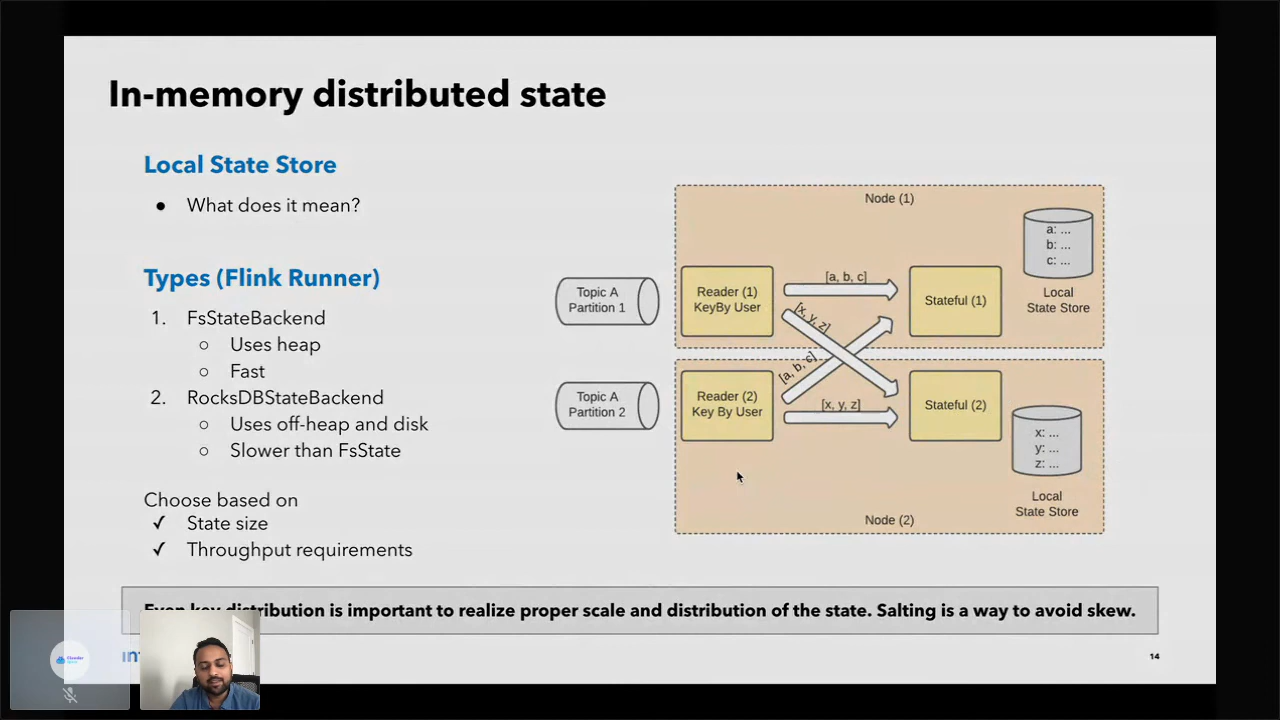 In-memory distributed state
Local State Store
● What does it mean?
Types (Flink Runner)
1. FsStateBackend
○ Uses heap
○ Fast
2. RocksDBStateBackend
○ Uses off-heap and disk
○ Slower than FsState
Choose based on
✓ State size
✓ Throughput requirements
Node (1)
a: ...
b: ...
c: ...
Local
State Store
Topic A
Partition 1
Reader (1)
KeyBy User
[a, b, c]
[x, y, z]
Stateful (1)
Topic A
Partition 2
Reader (2)
Key By User
[a, b, c]
[x, y, z]
Stateful (2)
x: ...
y: ...
z: ...
Local
State Store
Node (2)
Even key distribution is important to realize proper scale and distribution of the state. Salting is a way to avoid skew.
14